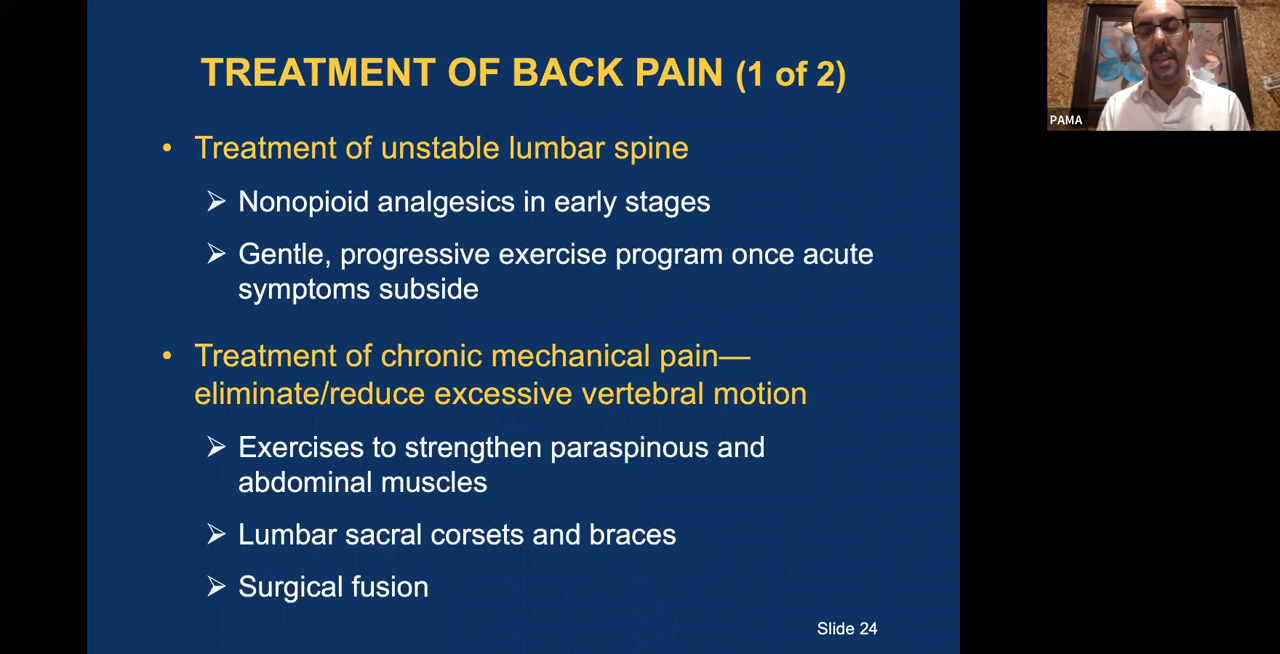 TREATMENT OF BACK PAIN (1 of 2)
• Treatment of unstable lumbar spine
➢ Nonopioid analgesics in early stages
➢ Gentle, progressive exercise program once acute
symptoms subside
• Treatment of chronic mechanical pain—
eliminate/reduce excessive vertebral motion
➢ Exercises to strengthen paraspinous and
abdominal muscles
➢ Lumbar sacral corsets and braces
➢ Surgical fusion
Slide 24
PAMA